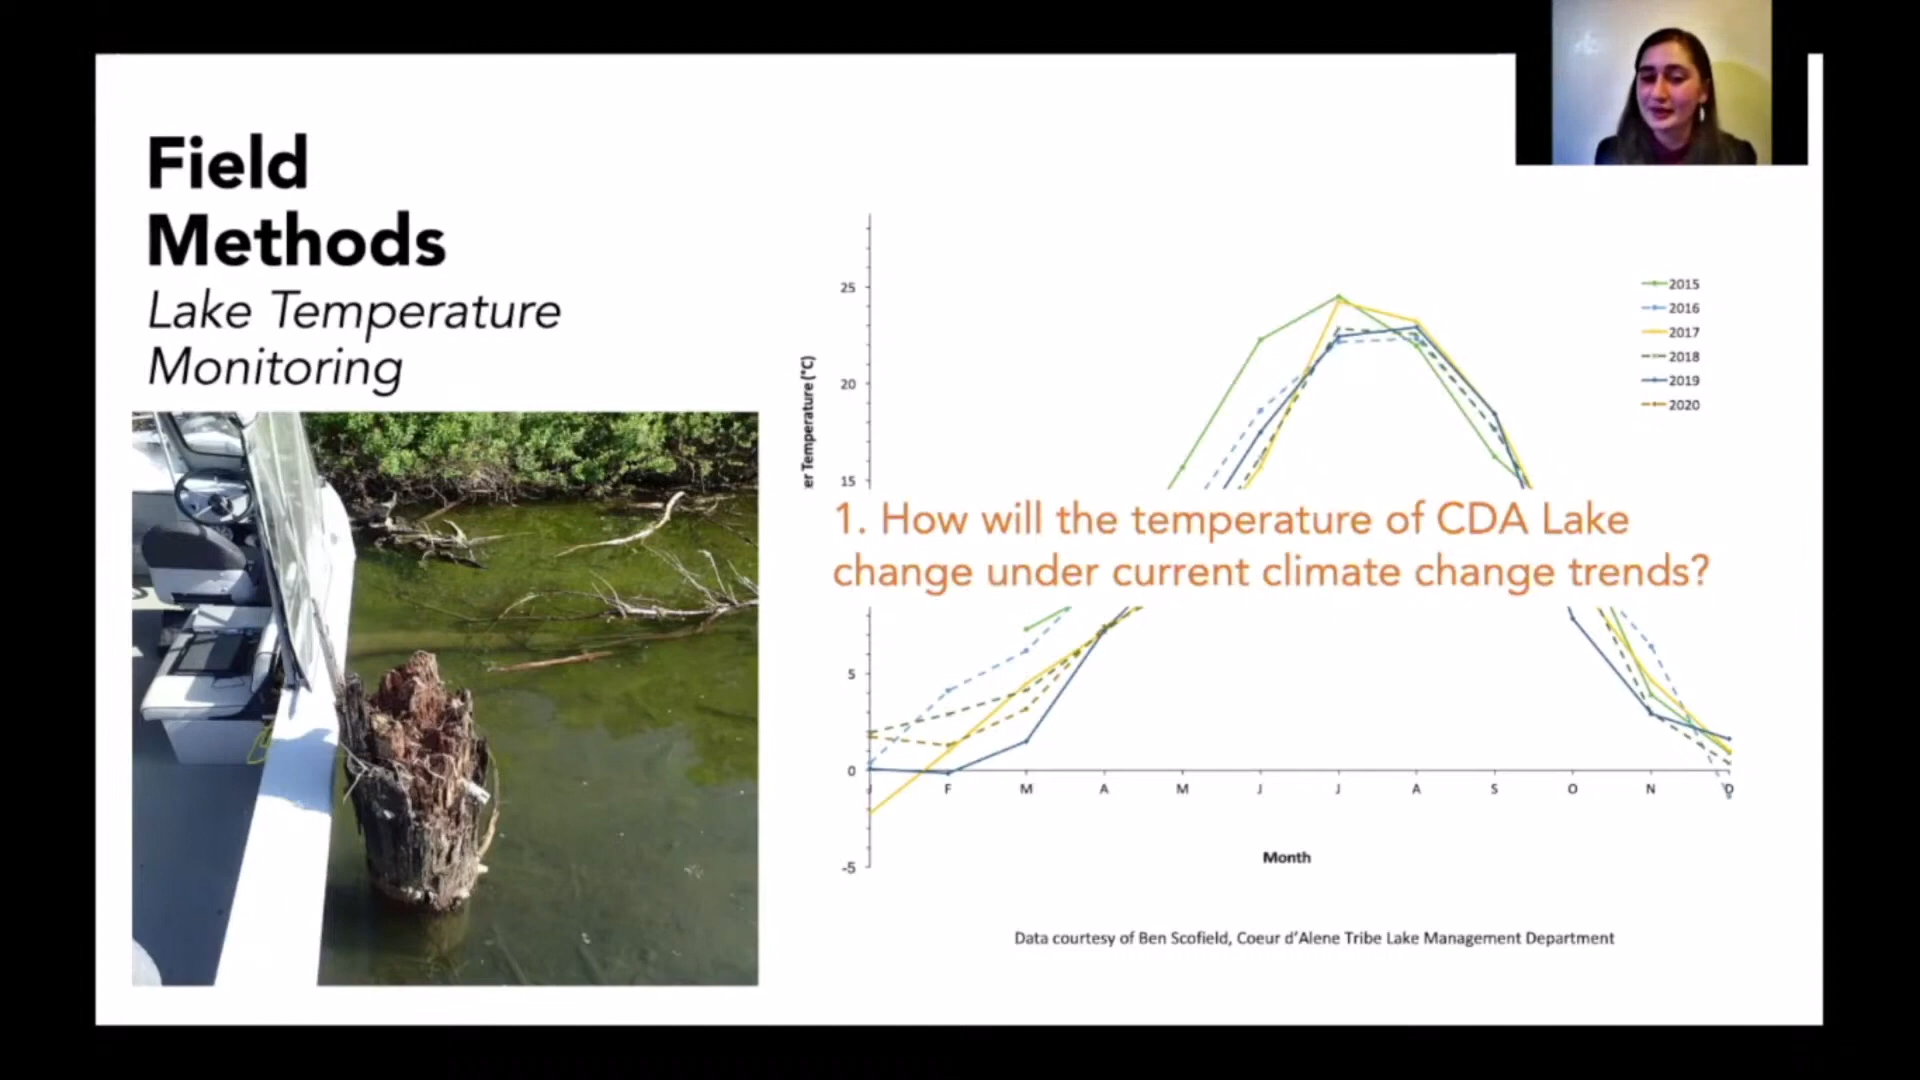 Field
Methods
Lake Temperature
Monitoring
25
20
15
5
0
-5
er Temperature (°C)
2015
2016
2017
2018
2019
2020
1. How will the temperature of CDA Lake
change under current climate change trends?
J F M A M J J A S O N D
Month
Data courtesy of Ben Scofield, Coeur d'Alene Tribe Lake Management Department